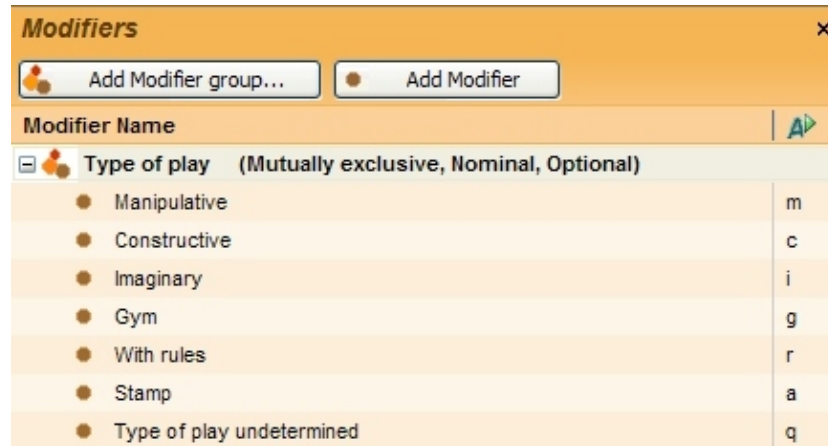 Modifiers
Add Modifier group... Add Modifier
Modifier Name A
Type of play (Mutually exclusive, Nominal, Optional)
Manipulative m
Constructive c
Imaginary i
Gym g
With rules r
Stamp a
Type of play undetermined q